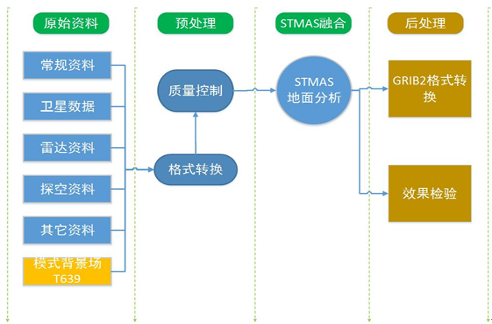 原始资料
预处理
STMAS融合
后处理
常规资料
卫星数据
雷达资料
探空资料
其它资料
模式背景场
T639
质量控制
格式转换
STMAS
地面分析
GRIB2格式转
换
效果检验